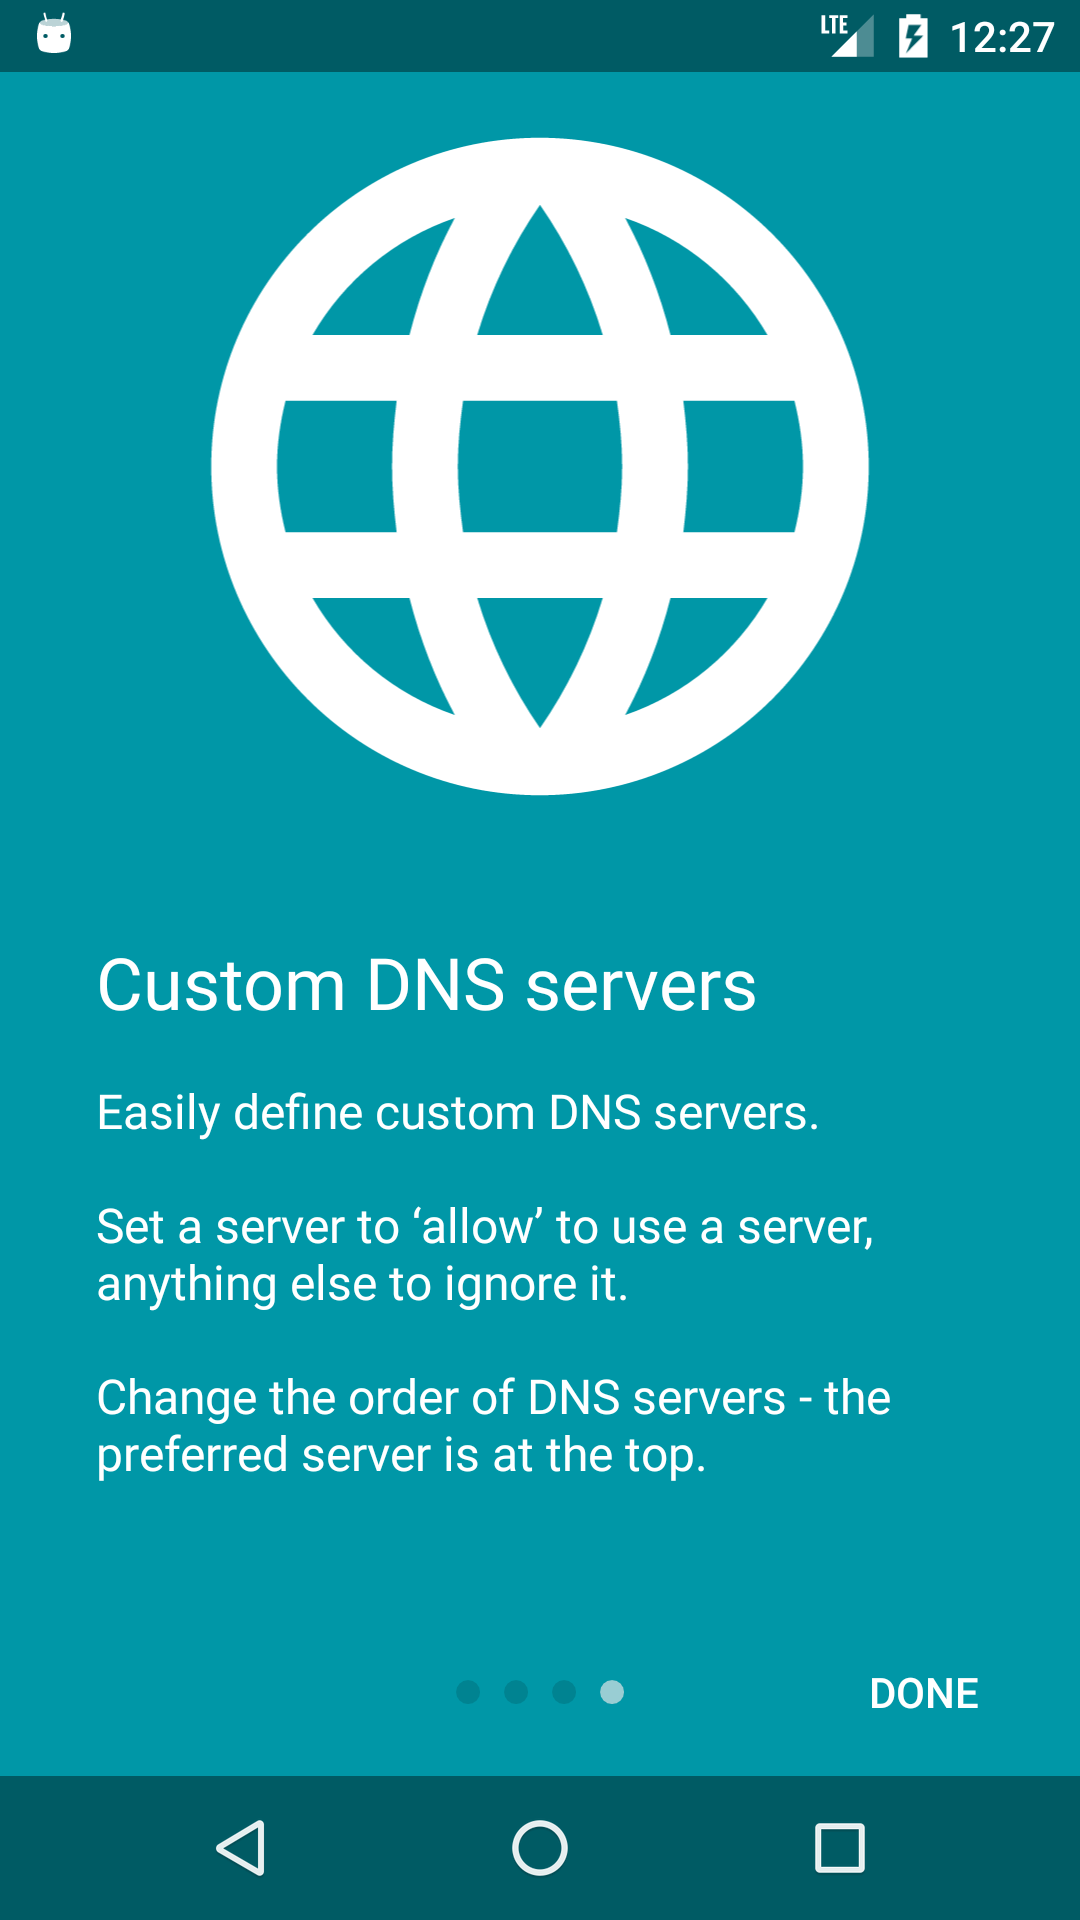 LTE 12:27
Custom DNS servers
Easily define custom DNS servers.
Set a server to ‘allow’ to use a server,
anything else to ignore it.
Change the order of DNS servers - the
preferred server is at the top.
DONE